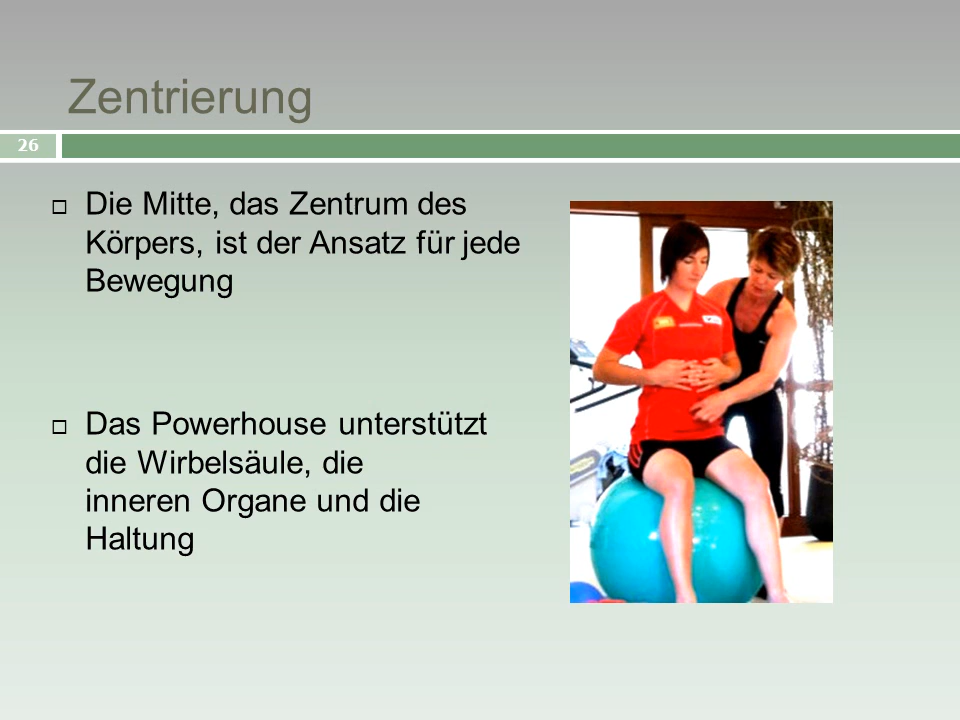 Zentrierung
26
Die Mitte, das Zentrum des
Körpers, ist der Ansatz für jede
Bewegung
Das Powerhouse unterstützt
die Wirbelsäule, die
inneren Organe und die
Haltung